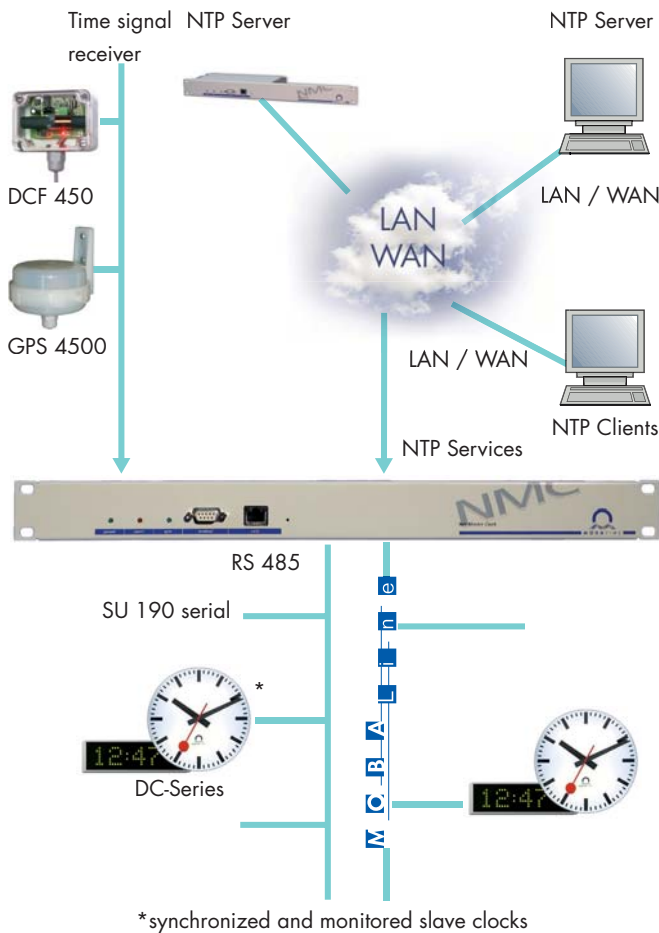 Time signal
receiver
NTP Server
NTP Server
NMC
DCF 450
LAN / WAN
LAN
WAN
GPS 4500
LAN / WAN
NTP Clients
NTP Services
NMC
RS 485
SU 190 serial
MOBALine
*
12:47
DC-Series
12:47
*synchronized and monitored slave clocks